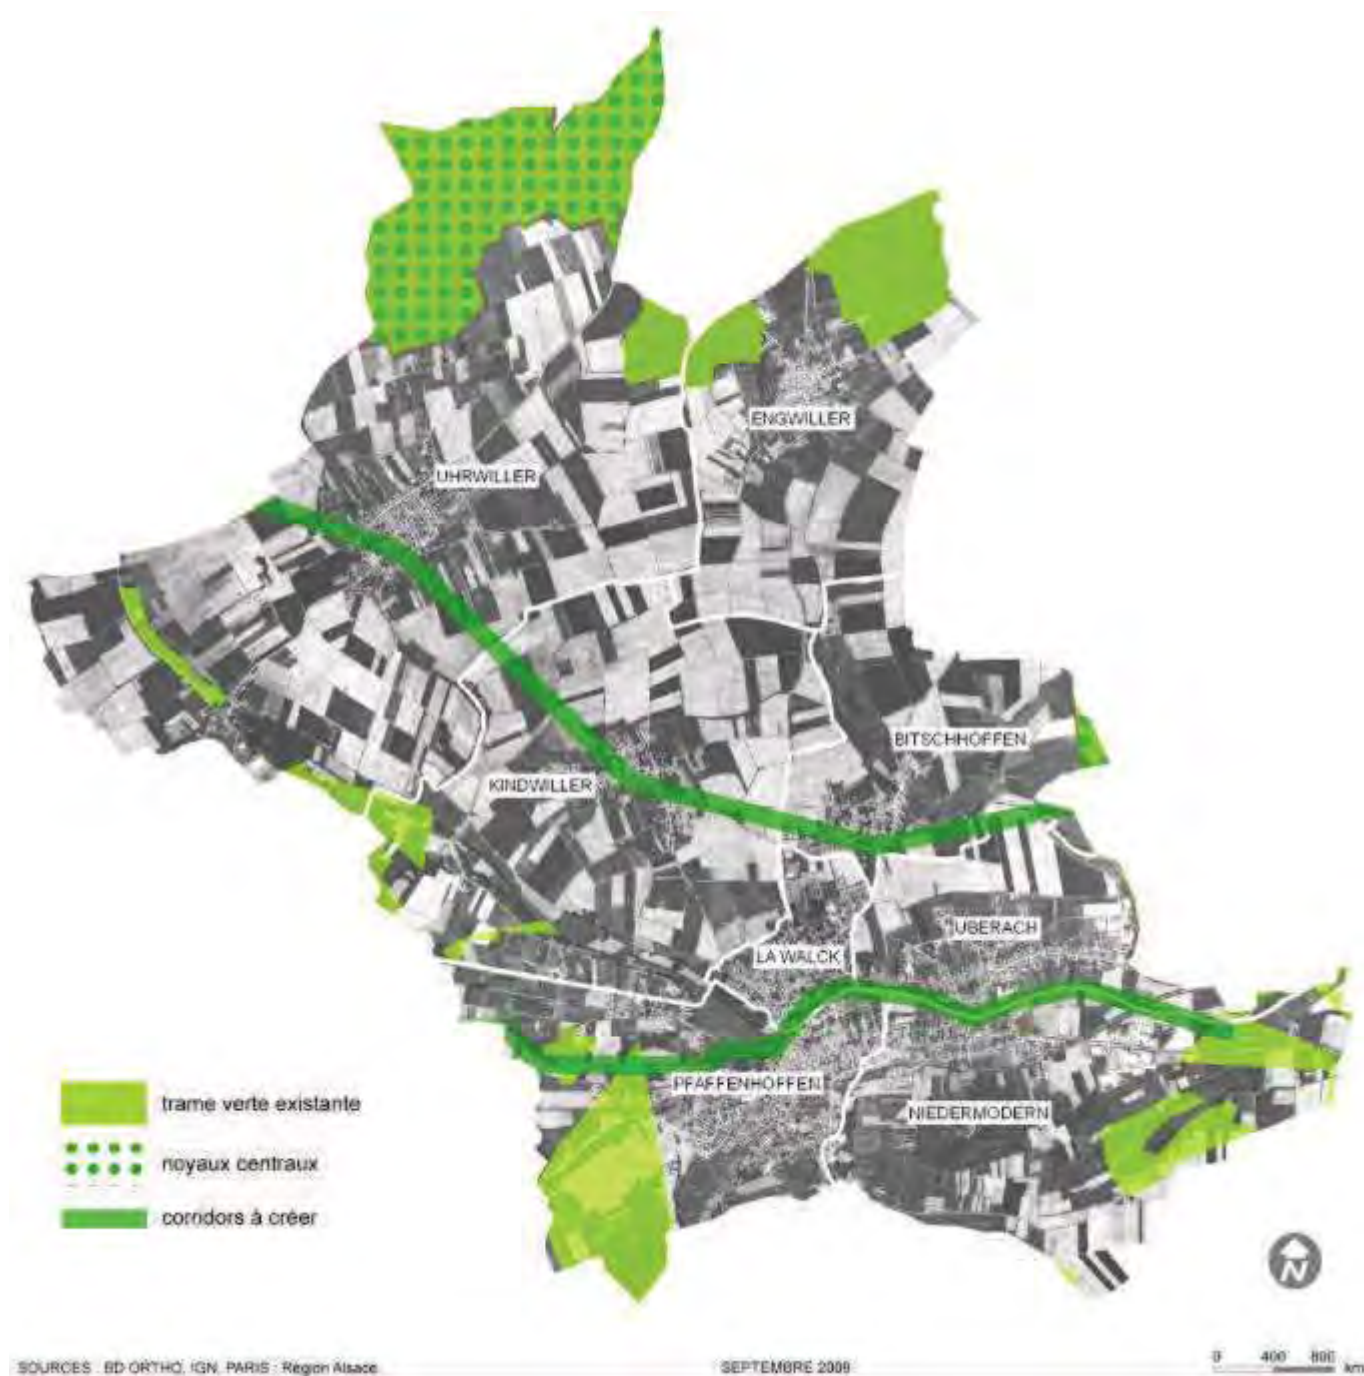 ENGWILLER
UHRWILLER
BITSCHHOFFEN
KINDWILLER
UBERACH
LA WALCK
PFAFFENHOFFEN
NIEDERMODERN
trame verte existante
noyaux centraux
corridors à créer
N
SOURCES : BD ORTHO, IGN, PARIS : Région Alsace
SEPTEMBRE 2009
0 400 800 km